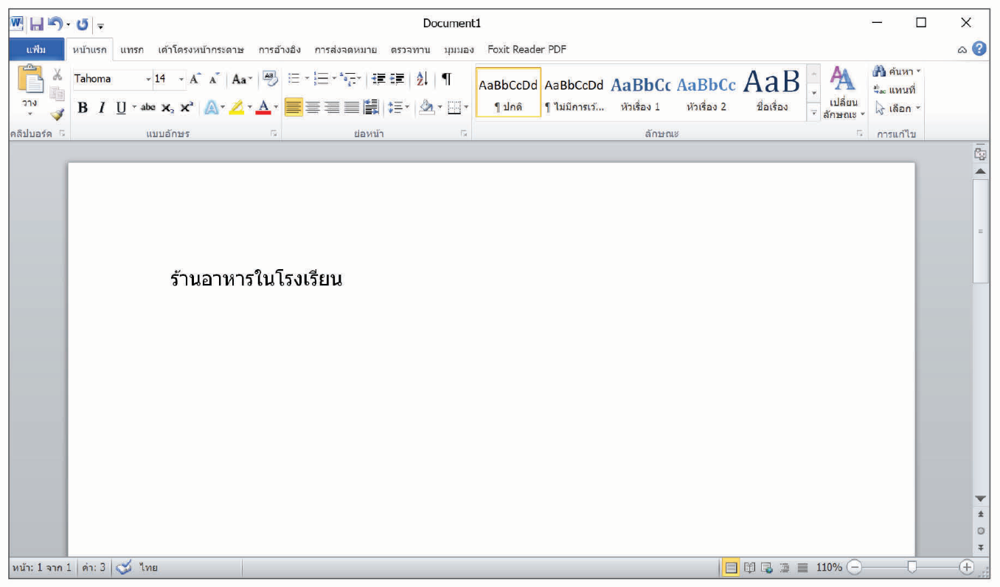 Document1
แฟ้ม หน้าแรก แทรก เค้าโครงหน้ากระดาษ การอ้างอิง การส่งจดหมาย ตรวจทาน มุมมอง Foxit Reader PDF
Tahoma 14 A A Aa
วาง
B I U abc x₂ x² A A
AaBbCcDd AaBbCcDd AaBbCc AaBbCc AaB
¶ ปกติ ¶ ไม่มีการเว้... หัวเรื่อง 1 หัวเรื่อง 2 ชื่อเรื่อง
เปลี่ยน
ลักษณะ
ค้นหา
แทนที่
เลือก
คลิปบอร์ด แบบอักษร ย่อหน้า ลักษณะ การแก้ไข
ร้านอาหารในโรงเรียน
หน้า: 1 จาก 1 คำ: 3 ไทย 110%